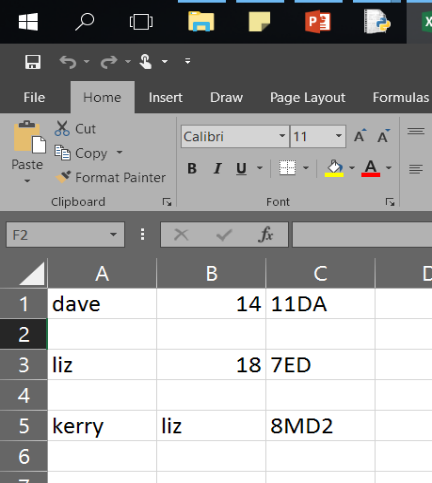 File Home Insert Draw Page Layout Formulas
Paste
Cut
Copy
Format Painter
Clipboard
Calibri 11
B I U A
Font
F2 fx
A B C D
1 dave 14 11DA
2
3 liz 18 7ED
4
5 kerry liz 8MD2
6